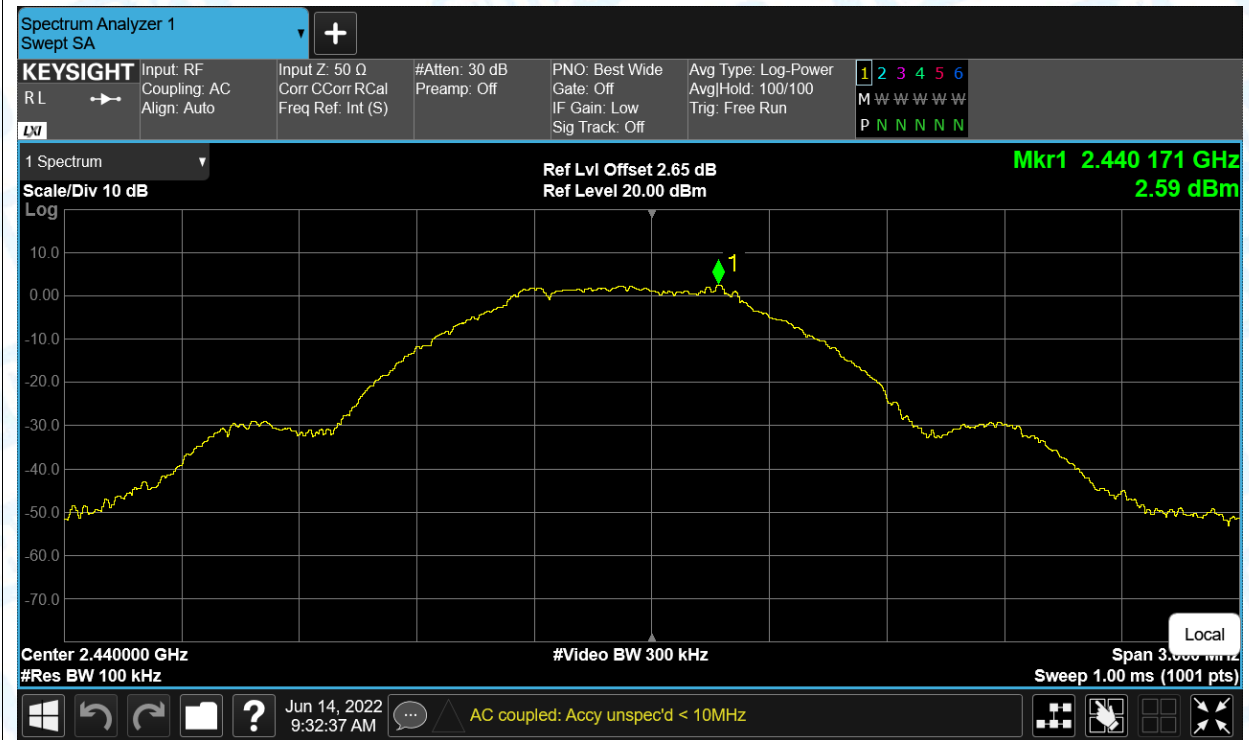 Spectrum Analyzer 1
Swept SA
+
KEYSIGHT
R L
LXI
Input: RF
Coupling: AC
Align: Auto
Input Z: 50 Ω
Corr CCorr RCal
Freq Ref: Int (S)
#Atten: 30 dB
Preamp: Off
PNO: Best Wide
Gate: Off
IF Gain: Low
Sig Track: Off
Avg Type: Log-Power
Avg|Hold: 100/100
Trig: Free Run
1 2 3 4 5 6
M W W W W W
P N N N N N
1 Spectrum
Scale/Div 10 dB
Log
Ref Lvl Offset 2.65 dB
Ref Level 20.00 dBm
Mkr1 2.440 171 GHz
2.59 dBm
10.0
0.00
-10.0
-20.0
-30.0
-40.0
-50.0
-60.0
-70.0
1
Local
Center 2.440000 GHz
#Res BW 100 kHz
#Video BW 300 kHz
Span 3.000 MHz
Sweep 1.00 ms (1001 pts)
?
Jun 14, 2022
9:32:37 AM
AC coupled: Accy unspec'd < 10MHz